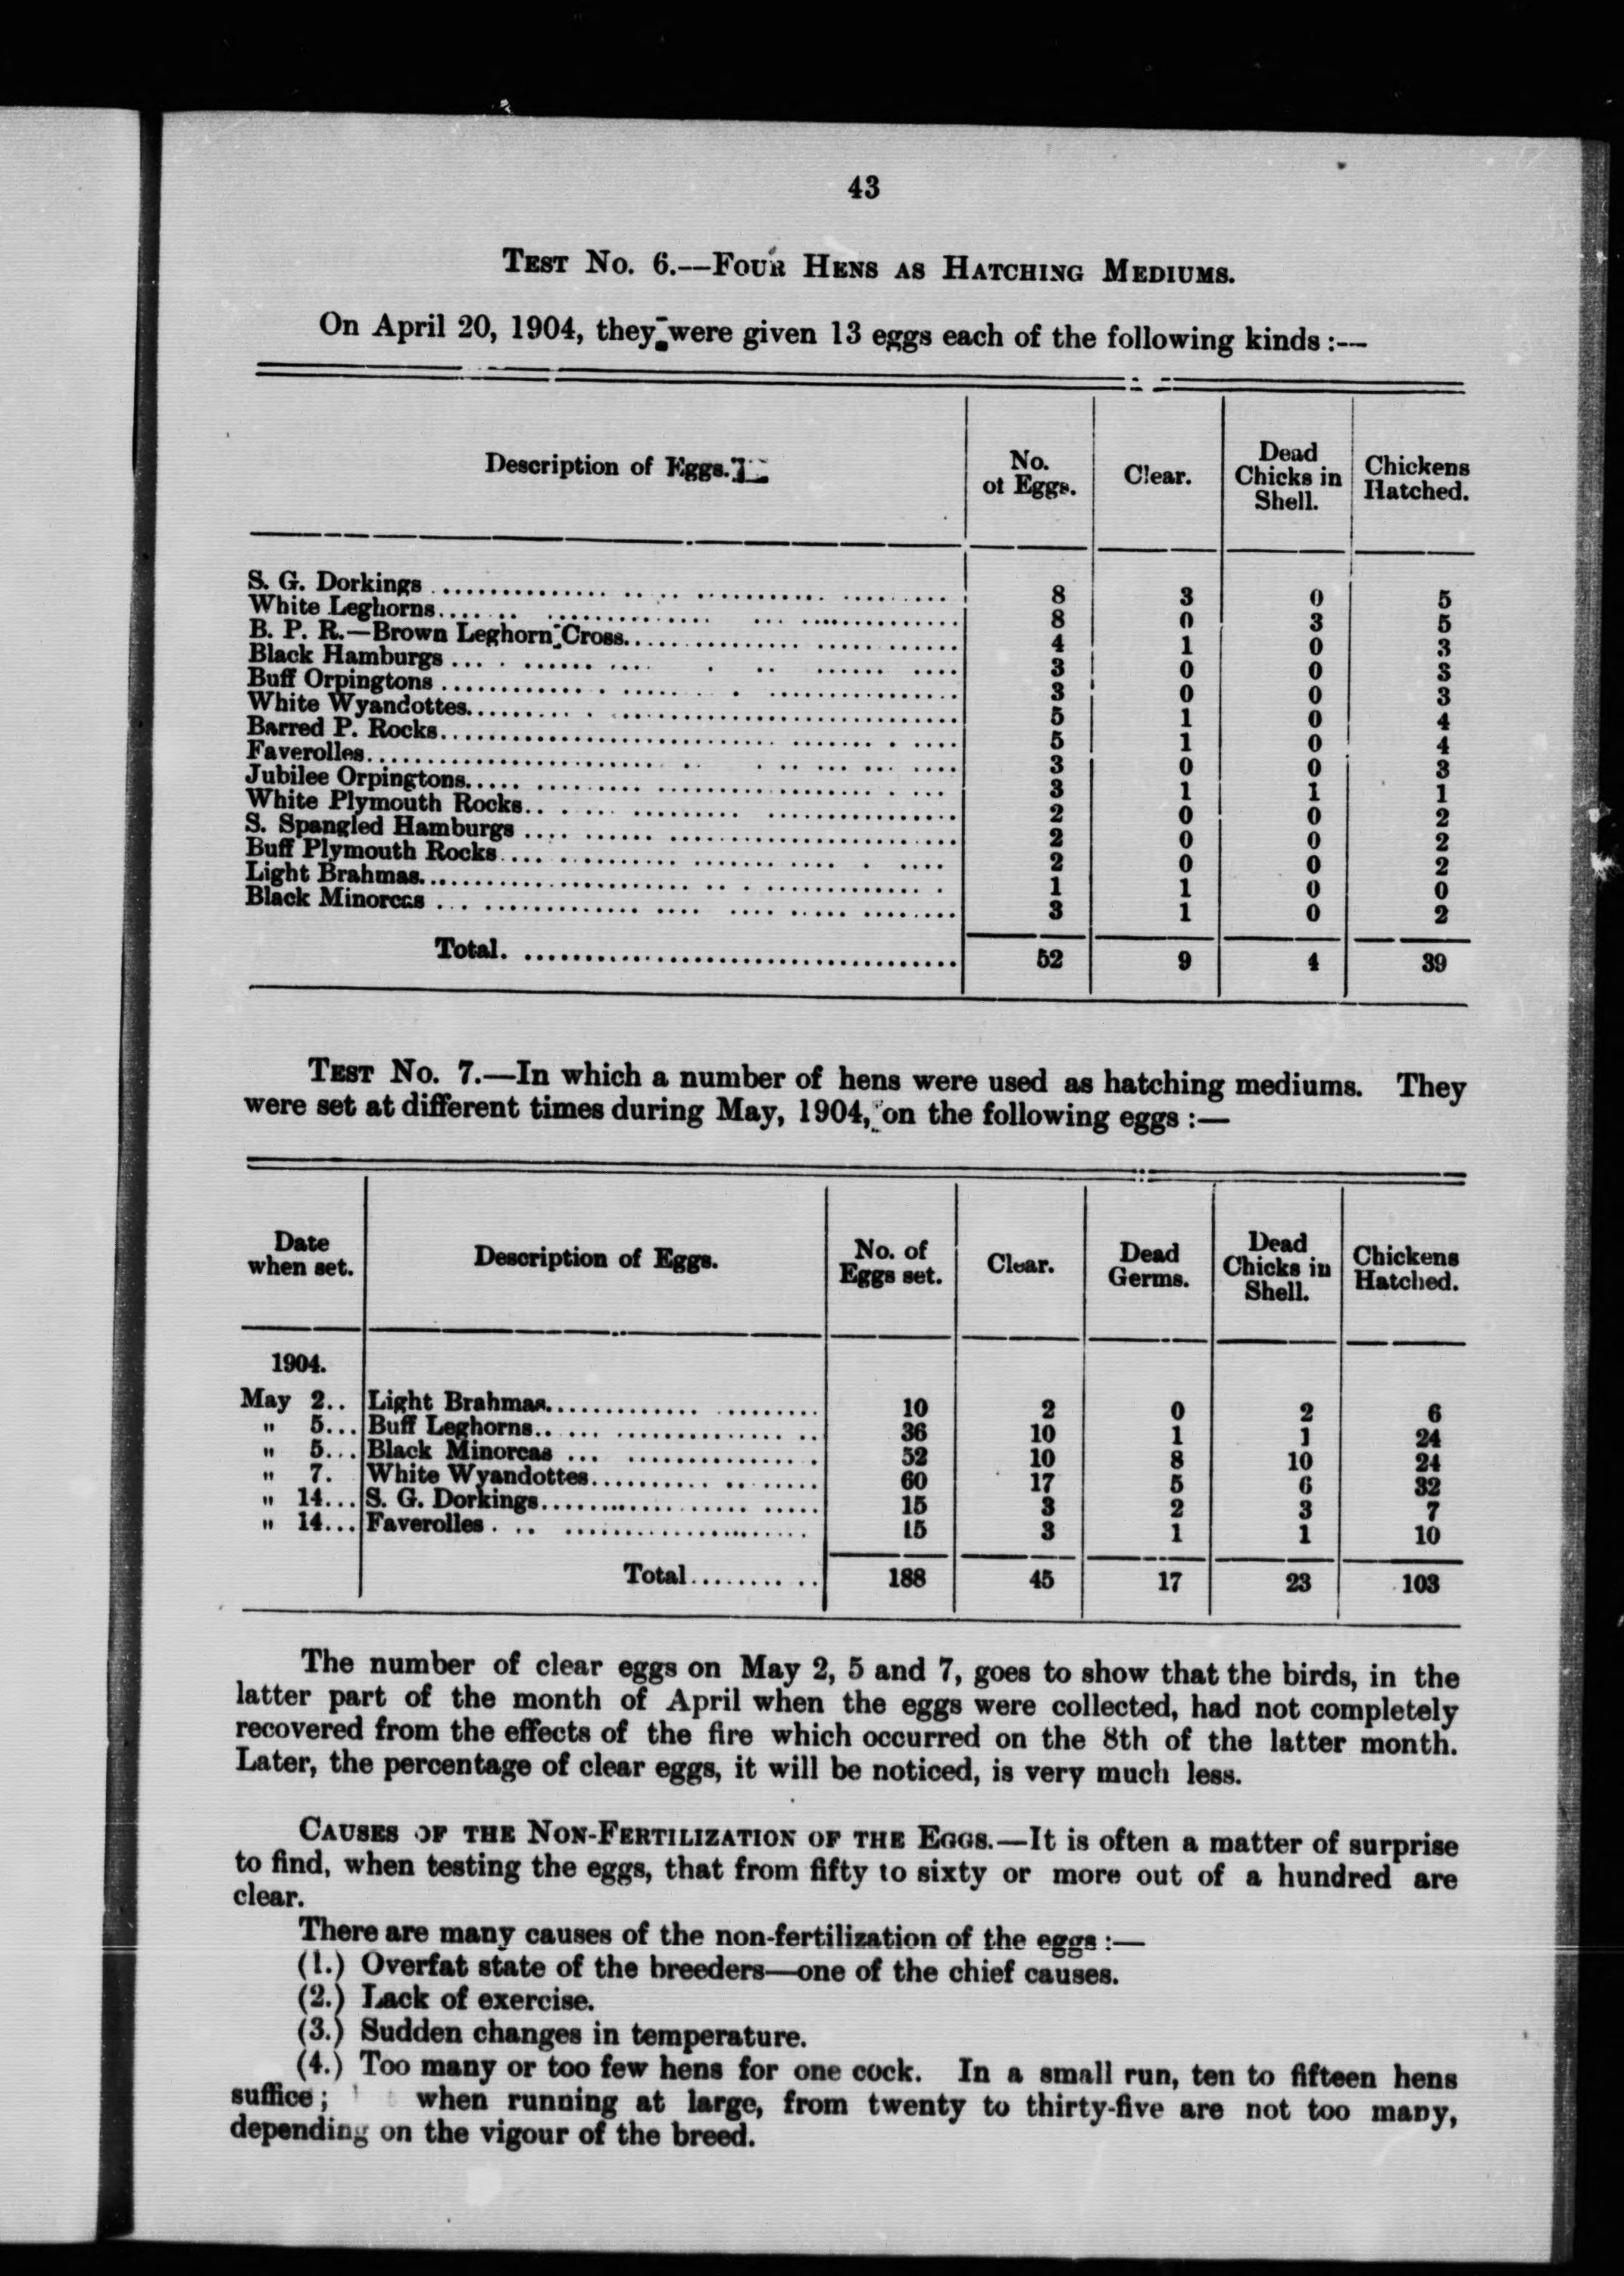 43
TEST No. 6.—FOUR HENS AS HATCHING MEDIUMS.
On April 20, 1904, they were given 13 eggs each of the following kinds :—
Description of Eggs. No. of Eggs. Clear. Dead Chicks in Shell. Chickens Hatched.
S. G. Dorkings 8 3 0 5
White Leghorns 8 0 3 5
B. P. R.—Brown Leghorn Cross 4 1 0 3
Black Hamburgs 3 0 0 3
Buff Orpingtons 3 0 0 3
White Wyandottes 5 1 0 4
Barred P. Rocks 5 1 0 4
Faverolles 3 0 0 3
Jubilee Orpingtons 3 1 1 1
White Plymouth Rocks 2 0 0 2
S. Spangled Hamburgs 2 0 0 2
Buff Plymouth Rocks 2 0 0 2
Light Brahmas 1 1 0 0
Black Minorcas 3 1 0 2
Total 52 9 4 39
TEST No. 7.—In which a number of hens were used as hatching mediums. They
were set at different times during May, 1904, on the following eggs :—
Date when set. Description of Eggs. No. of Eggs set. Clear. Dead Germs. Dead Chicks in Shell. Chickens Hatched.
1904.
May 2.. Light Brahmas 10 2 0 2 6
" 5... Buff Leghorns 36 10 1 1 24
" 5... Black Minorcas 52 10 8 10 24
" 7. White Wyandottes 60 17 5 6 32
" 14... S. G. Dorkings 15 3 2 3 7
" 14... Faverolles 15 3 1 1 10
Total 188 45 17 23 103
The number of clear eggs on May 2, 5 and 7, goes to show that the birds, in the
latter part of the month of April when the eggs were collected, had not completely
recovered from the effects of the fire which occurred on the 8th of the latter month.
Later, the percentage of clear eggs, it will be noticed, is very much less.
CAUSES OF THE NON-FERTILIZATION OF THE EGGS.—It is often a matter of surprise
to find, when testing the eggs, that from fifty to sixty or more out of a hundred are
clear.
There are many causes of the non-fertilization of the eggs :—
(1.) Overfat state of the breeders—one of the chief causes.
(2.) Lack of exercise.
(3.) Sudden changes in temperature.
(4.) Too many or too few hens for one cock. In a small run, ten to fifteen hens
suffice; when running at large, from twenty to thirty-five are not too many,
depending on the vigour of the breed.